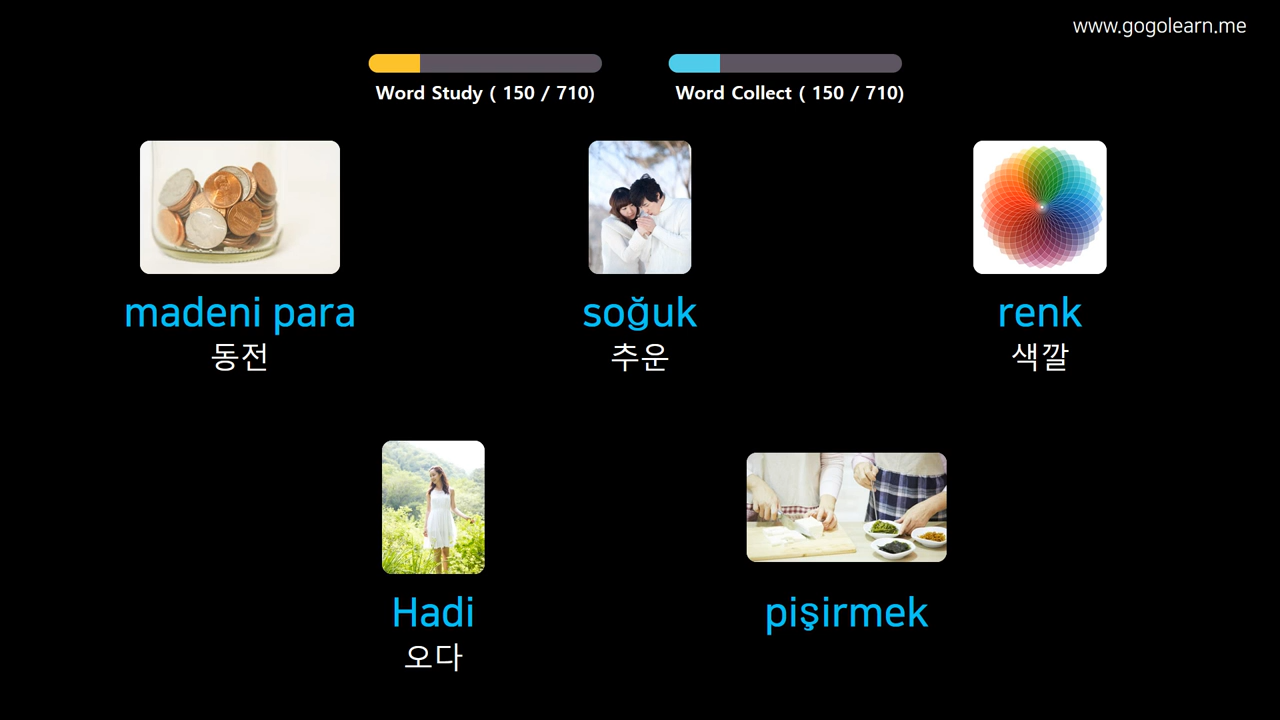 www.gogolearn.me
Word Study ( 150 / 710)
Word Collect ( 150 / 710)
madeni para
동전
soğuk
추운
renk
색깔
Hadi
오다
pişirmek